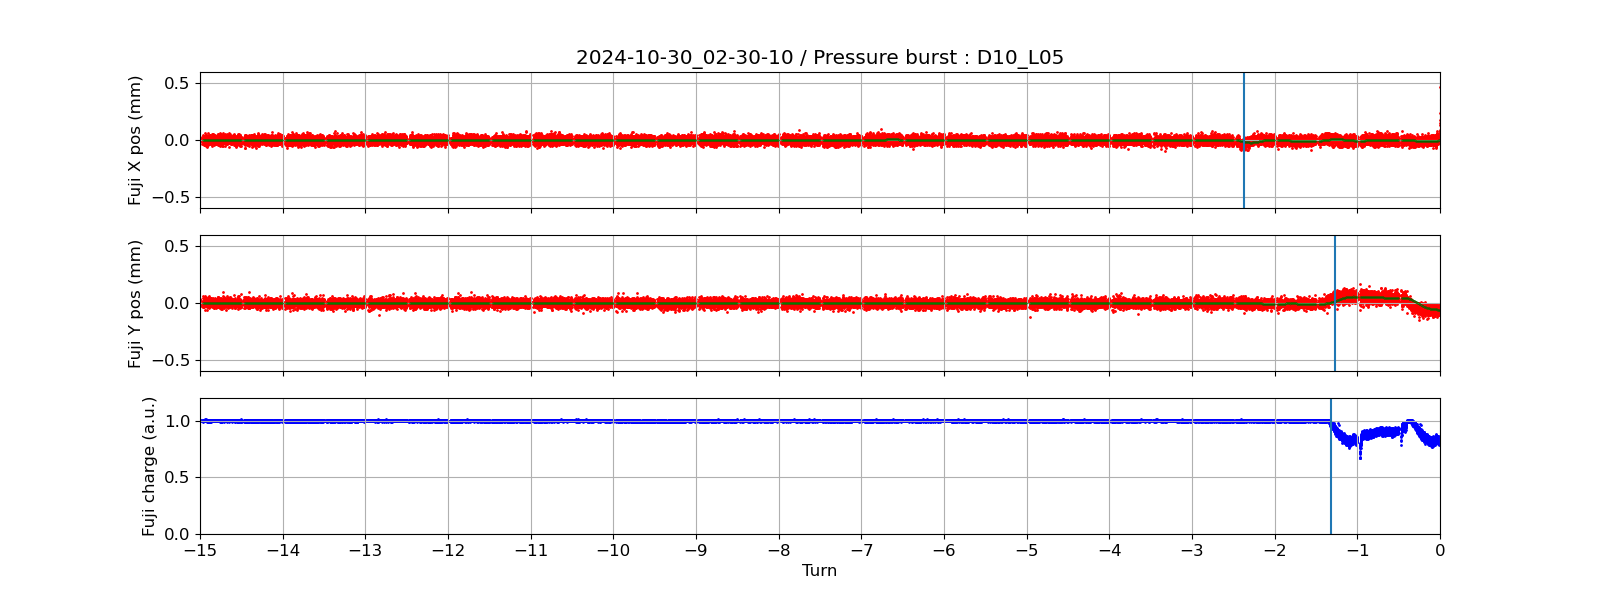 2024-10-30_02-30-10 / Pressure burst : D10_L05
Fuji X pos (mm)
0.5
0.0
−0.5
Fuji Y pos (mm)
0.5
0.0
−0.5
Fuji charge (a.u.)
1.0
0.5
0.0
−15 −14 −13 −12 −11 −10 −9 −8 −7 −6 −5 −4 −3 −2 −1 0
Turn